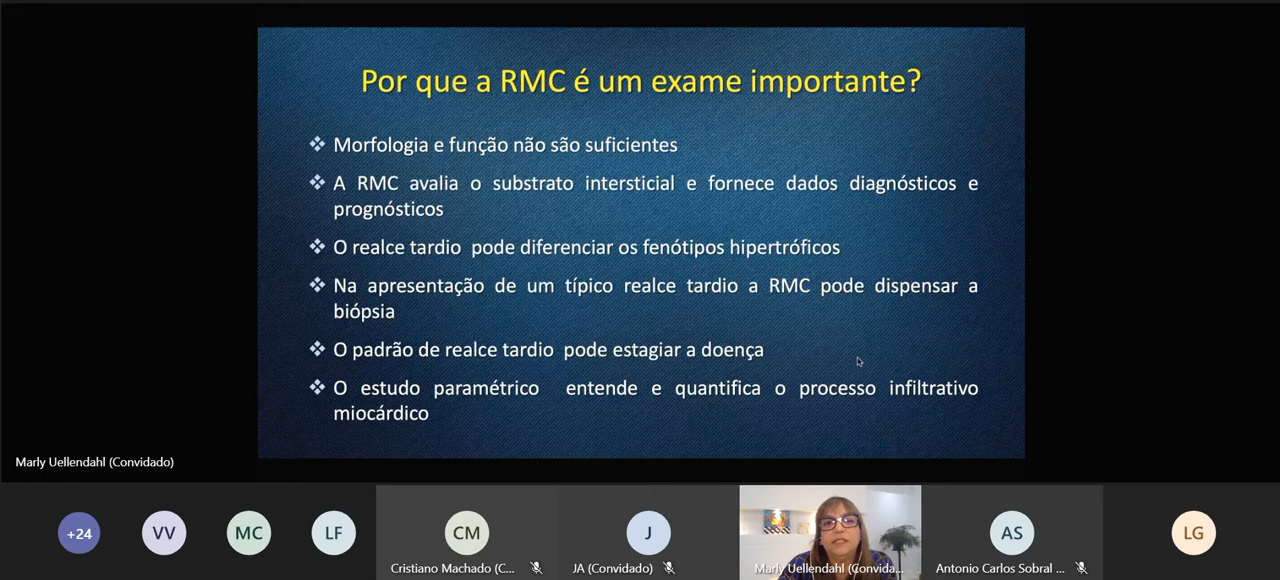 Por que a RMC é um exame importante?
Morfologia e função não são suficientes
A RMC avalia o substrato intersticial e fornece dados diagnósticos e
prognósticos
O realce tardio pode diferenciar os fenótipos hipertróficos
Na apresentação de um típico realce tardio a RMC pode dispensar a
biópsia
O padrão de realce tardio pode estagiar a doença
O estudo paramétrico entende e quantifica o processo infiltrativo
miocárdico
Marly Uellendahl (Convidado)
+24
VV
MC
LF
CM
J
AS
LG
Cristiano Machado (C...
JA (Convidado)
Marly Uellendahl (Convida...
Antonio Carlos Sobral ...